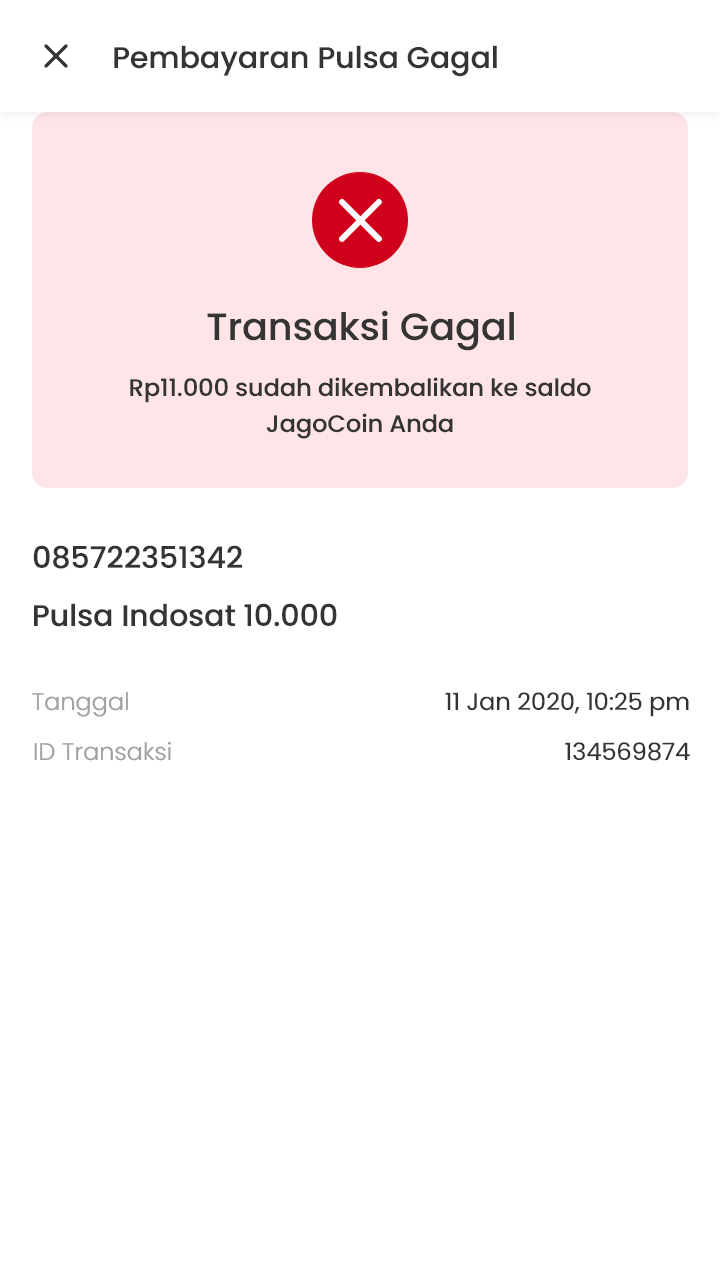 Pembayaran Pulsa Gagal
Transaksi Gagal
Rp11.000 sudah dikembalikan ke saldo
JagoCoin Anda
085722351342
Pulsa Indosat 10.000
Tanggal 11 Jan 2020, 10:25 pm
ID Transaksi 134569874